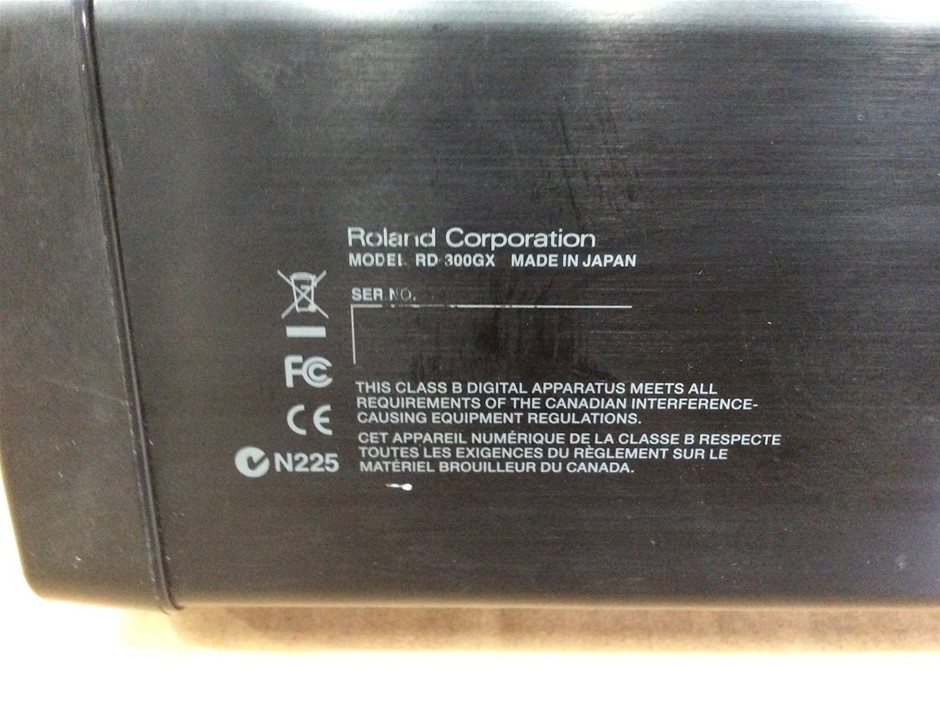 Roland Corporation
MODEL RD-300GX MADE IN JAPAN
SER NO.
FC
CE
N225
THIS CLASS B DIGITAL APPARATUS MEETS ALL
REQUIREMENTS OF THE CANADIAN INTERFERENCE-
CAUSING EQUIPMENT REGULATIONS.
CET APPAREIL NUMÉRIQUE DE LA CLASSE B RESPECTE
TOUTES LES EXIGENCES DU RÈGLEMENT SUR LE
MATÉRIEL BROUILLEUR DU CANADA.